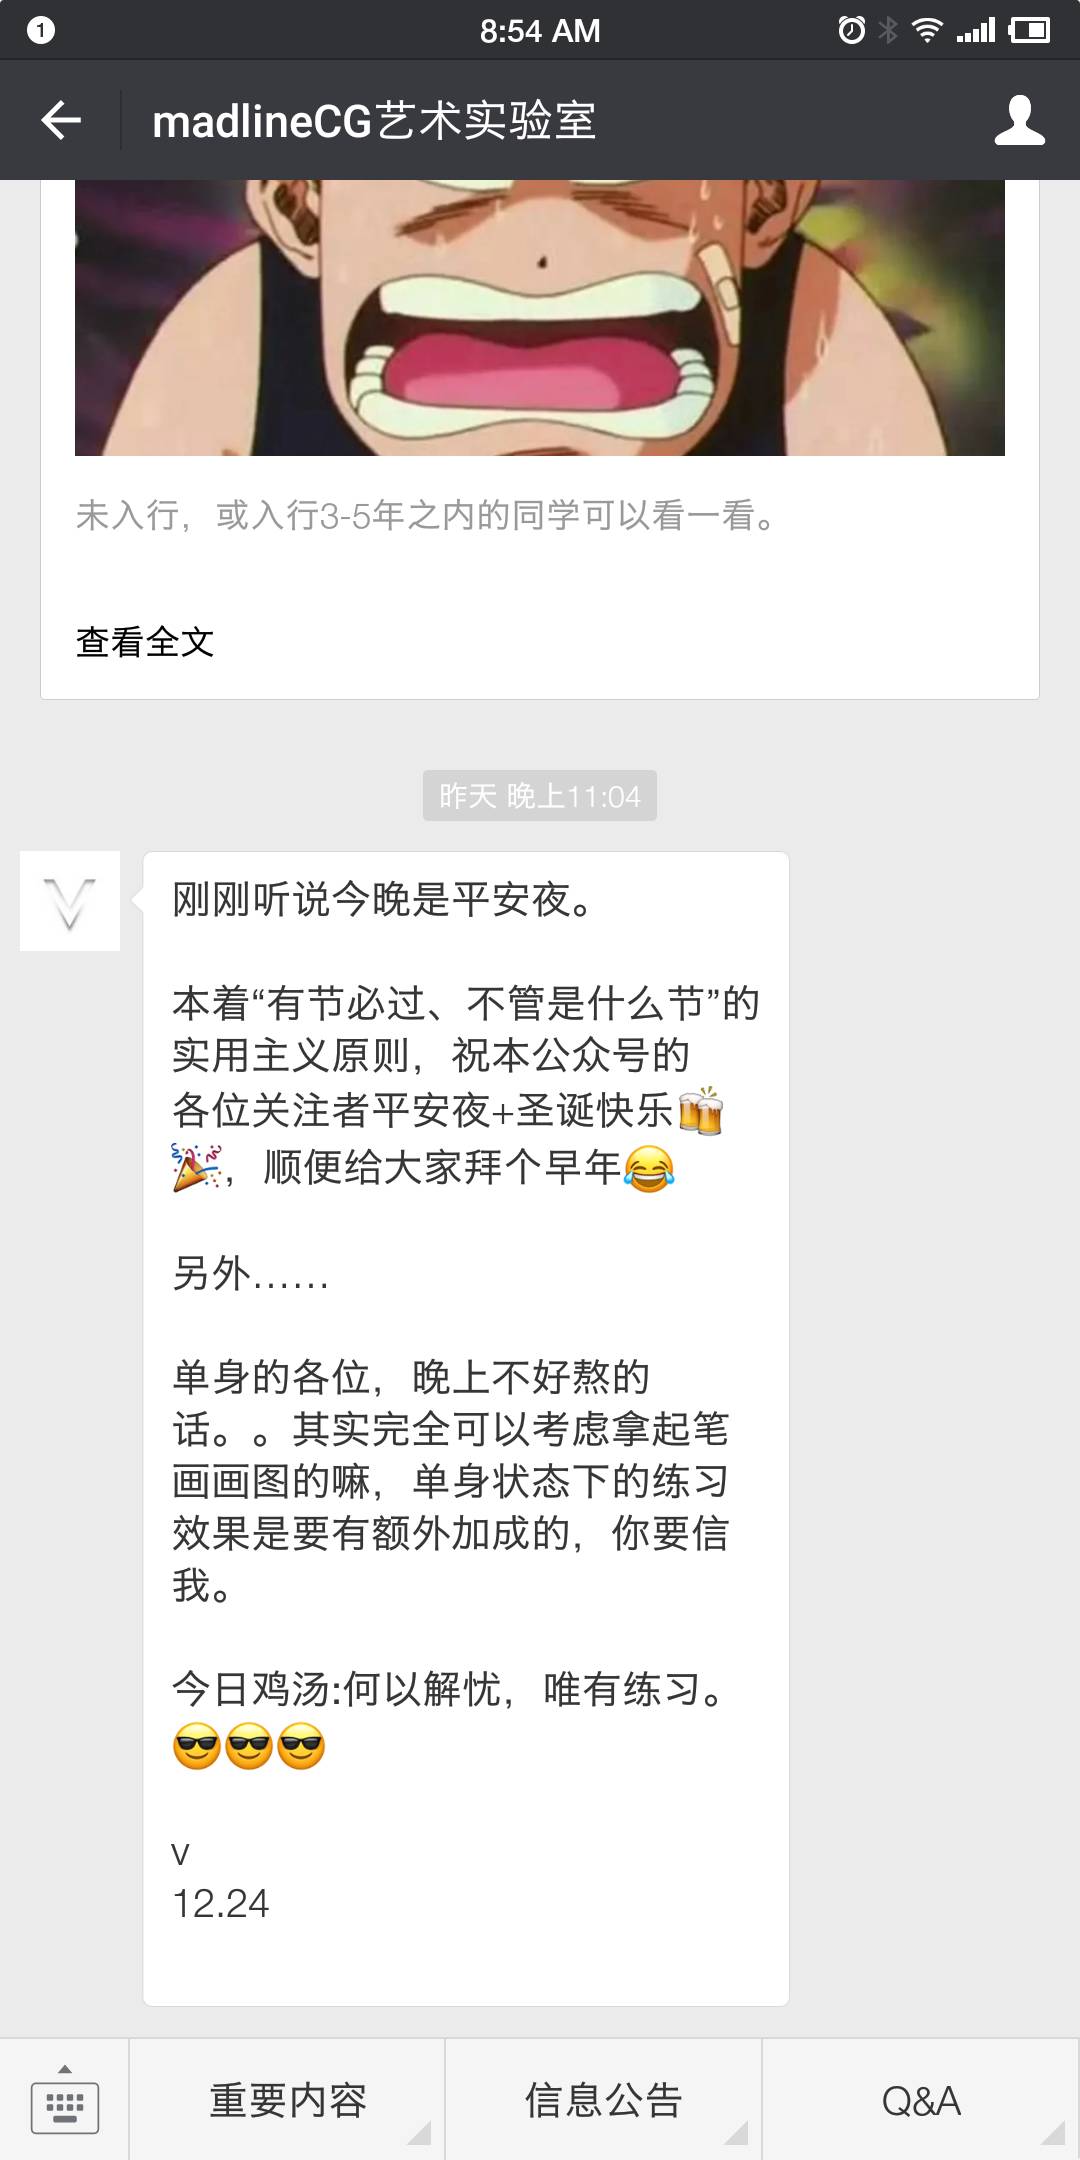 1
8:54 AM
madlineCG艺术实验室
未入行，或入行3-5年之内的同学可以看一看。
查看全文
昨天 晚上11:04
刚刚听说今晚是平安夜。
本着“有节必过、不管是什么节”的
实用主义原则，祝本公众号的
各位关注者平安夜+圣诞快乐🍻
🎉，顺便给大家拜个早年😂
另外……
单身的各位，晚上不好熬的
话。。其实完全可以考虑拿起笔
画画图的嘛，单身状态下的练习
效果是要有额外加成的，你要信
我。
今日鸡汤:何以解忧，唯有练习。
😎😎😎
v
12.24
重要内容
信息公告
Q&A